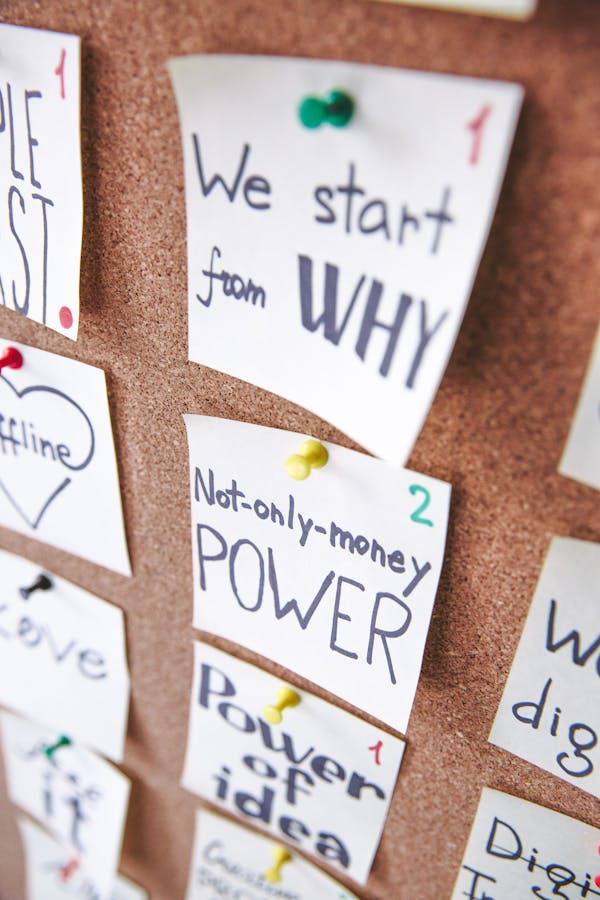 1
We start
from WHY
2
Not-only-money
POWER
1
Power
of
idea
1
PLE
ST
ffline
Love
it
We
dig
Digi